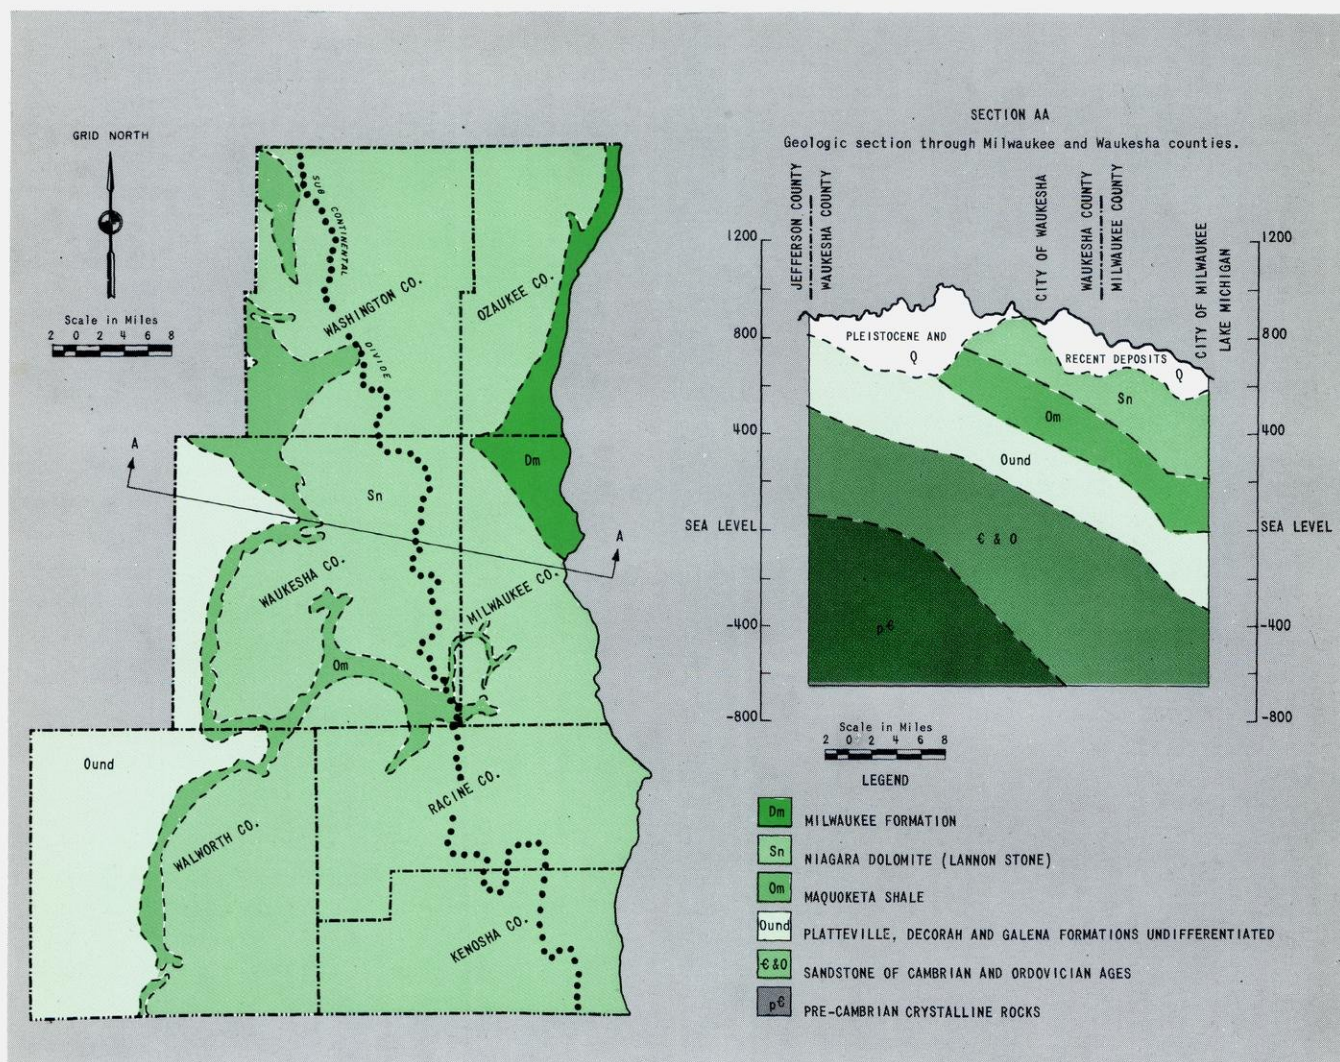 GRID NORTH
Scale in Miles
2 0 2 4 6 8
SUB CONTINENTAL
DIVIDE
WASHINGTON CO.
OZAUKEE CO.
A
A
Dm
Sn
WAUKESHA CO.
MILWAUKEE CO.
Om
Ound
WALWORTH CO.
RACINE CO.
KENOSHA CO.
SECTION AA
Geologic section through Milwaukee and Waukesha counties.
JEFFERSON COUNTY
WAUKESHA COUNTY
CITY OF WAUKESHA
WAUKESHA COUNTY
MILWAUKEE COUNTY
CITY OF MILWAUKEE
LAKE MICHIGAN
1200
800
400
SEA LEVEL
-400
-800
1200
800
400
SEA LEVEL
-400
-800
PLEISTOCENE AND
Q
RECENT DEPOSITS
Q
Sn
Om
Ound
Є & O
pЄ
Scale in Miles
2 0 2 4 6 8
LEGEND
Dm MILWAUKEE FORMATION
Sn NIAGARA DOLOMITE (LANNON STONE)
Om MAQUOKETA SHALE
Ound PLATTEVILLE, DECORAH AND GALENA FORMATIONS UNDIFFERENTIATED
Є&O SANDSTONE OF CAMBRIAN AND ORDOVICIAN AGES
pЄ PRE-CAMBRIAN CRYSTALLINE ROCKS